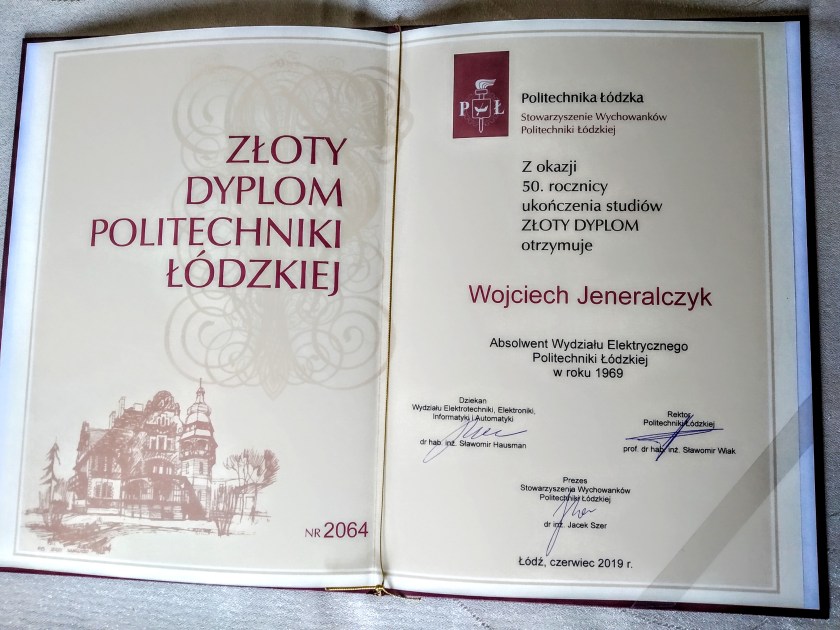 ZŁOTY
DYPLOM
POLITECHNIKI
ŁÓDZKIEJ
NR 2064
P Ł
Politechnika Łódzka
Stowarzyszenie Wychowanków
Politechniki Łódzkiej
Z okazji
50. rocznicy
ukończenia studiów
ZŁOTY DYPLOM
otrzymuje
Wojciech Jeneralczyk
Absolwent Wydziału Elektrycznego
Politechniki Łódzkiej
w roku 1969
Dziekan
Wydziału Elektrotechniki, Elektroniki,
Informatyki i Automatyki
dr hab. inż. Sławomir Hausman
Rektor
Politechniki Łódzkiej
prof. dr hab. inż. Sławomir Wiak
Prezes
Stowarzyszenia Wychowanków
Politechniki Łódzkiej
dr inż. Jacek Szer
Łódź, czerwiec 2019 r.